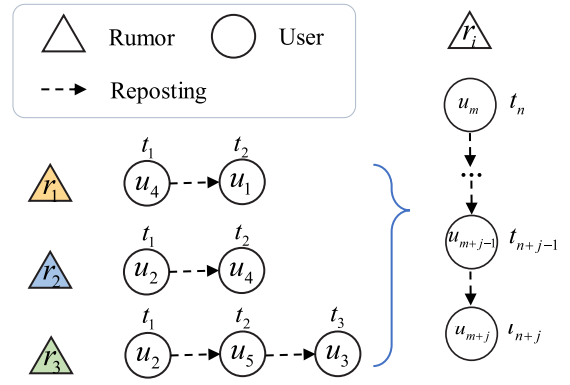 Rumor
User
Reposting
r_i
u_m t_n
...
u_{m+j-1} t_{n+j-1}
u_{m+j} ι_{n+j}
t_1 t_2
r_1 u_4 u_1
t_1 t_2
r_2 u_2 u_4
t_1 t_2 t_3
r_3 u_2 u_5 u_3